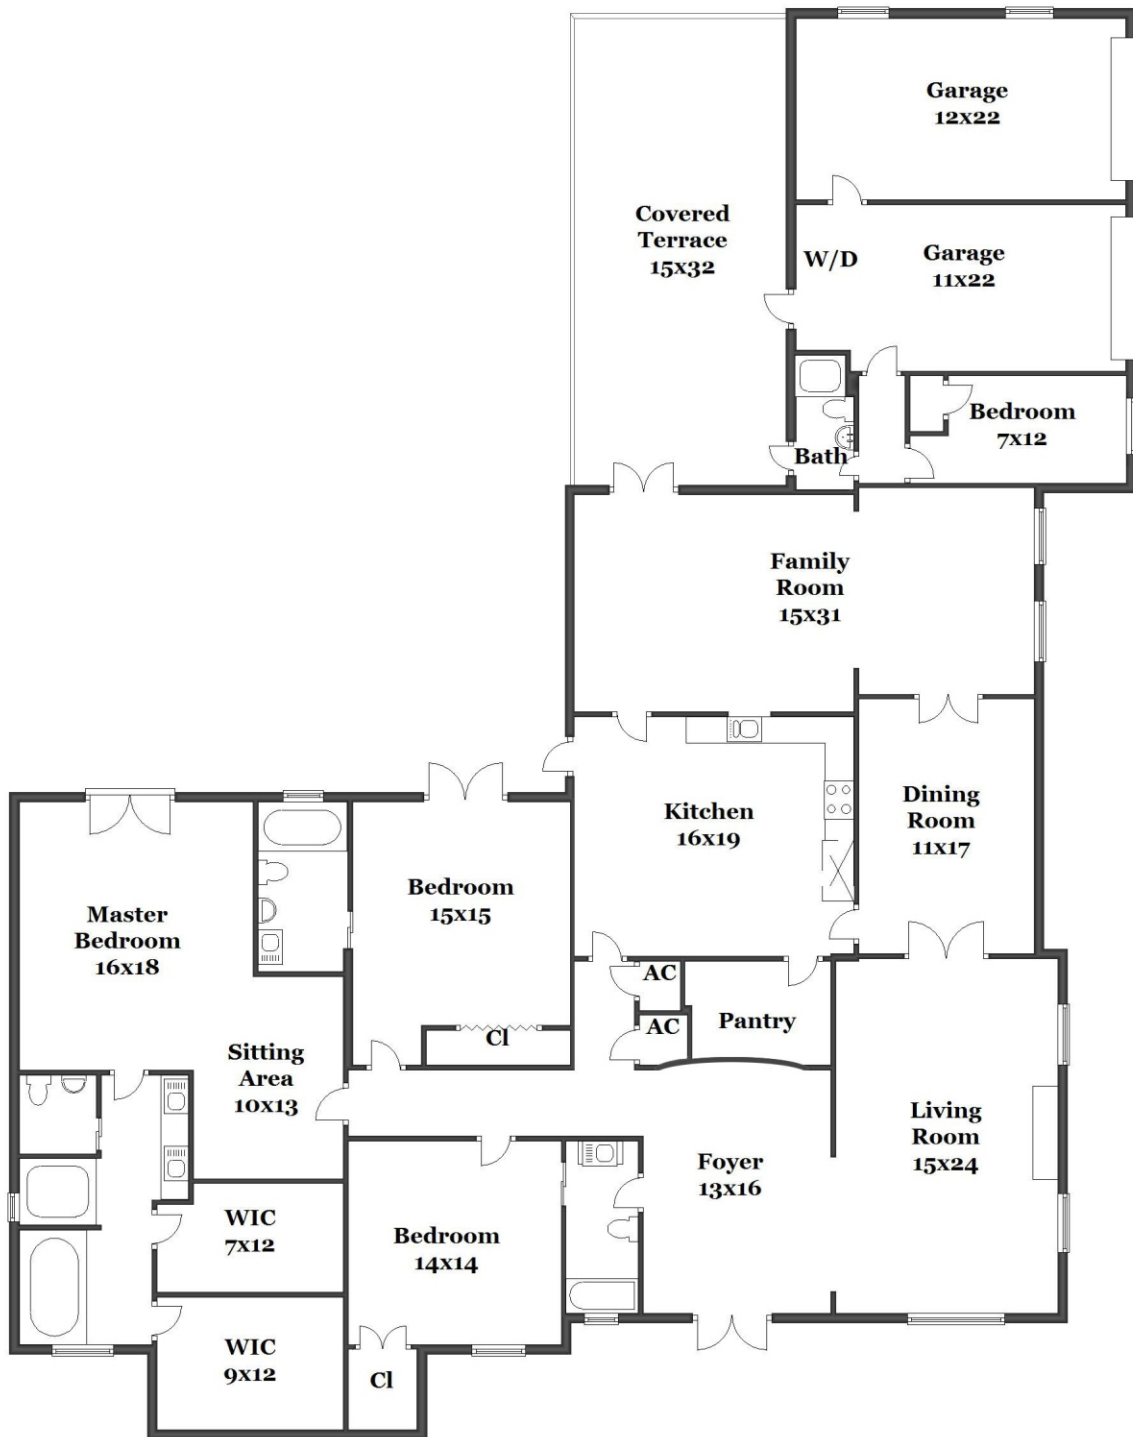 Garage
12x22
Covered
Terrace
15x32
W/D
Garage
11x22
Bedroom
7x12
Bath
Family
Room
15x31
Kitchen
16x19
Dining
Room
11x17
Master
Bedroom
16x18
Bedroom
15x15
AC
AC
Pantry
Cl
Sitting
Area
10x13
Living
Room
15x24
Foyer
13x16
WIC
7x12
Bedroom
14x14
WIC
9x12
Cl